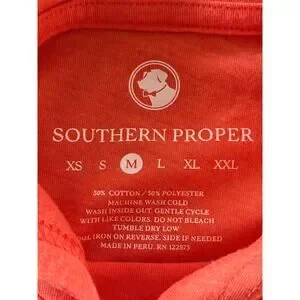 SOUTHERN PROPER
XS S M L XL XXL
50% COTTON / 50% POLYESTER
MACHINE WASH COLD
WASH INSIDE OUT. GENTLE CYCLE
WITH LIKE COLORS. DO NOT BLEACH
TUMBLE DRY LOW
IRON ON REVERSE. SIDE IF NEEDED
MADE IN PERU. RN 122973